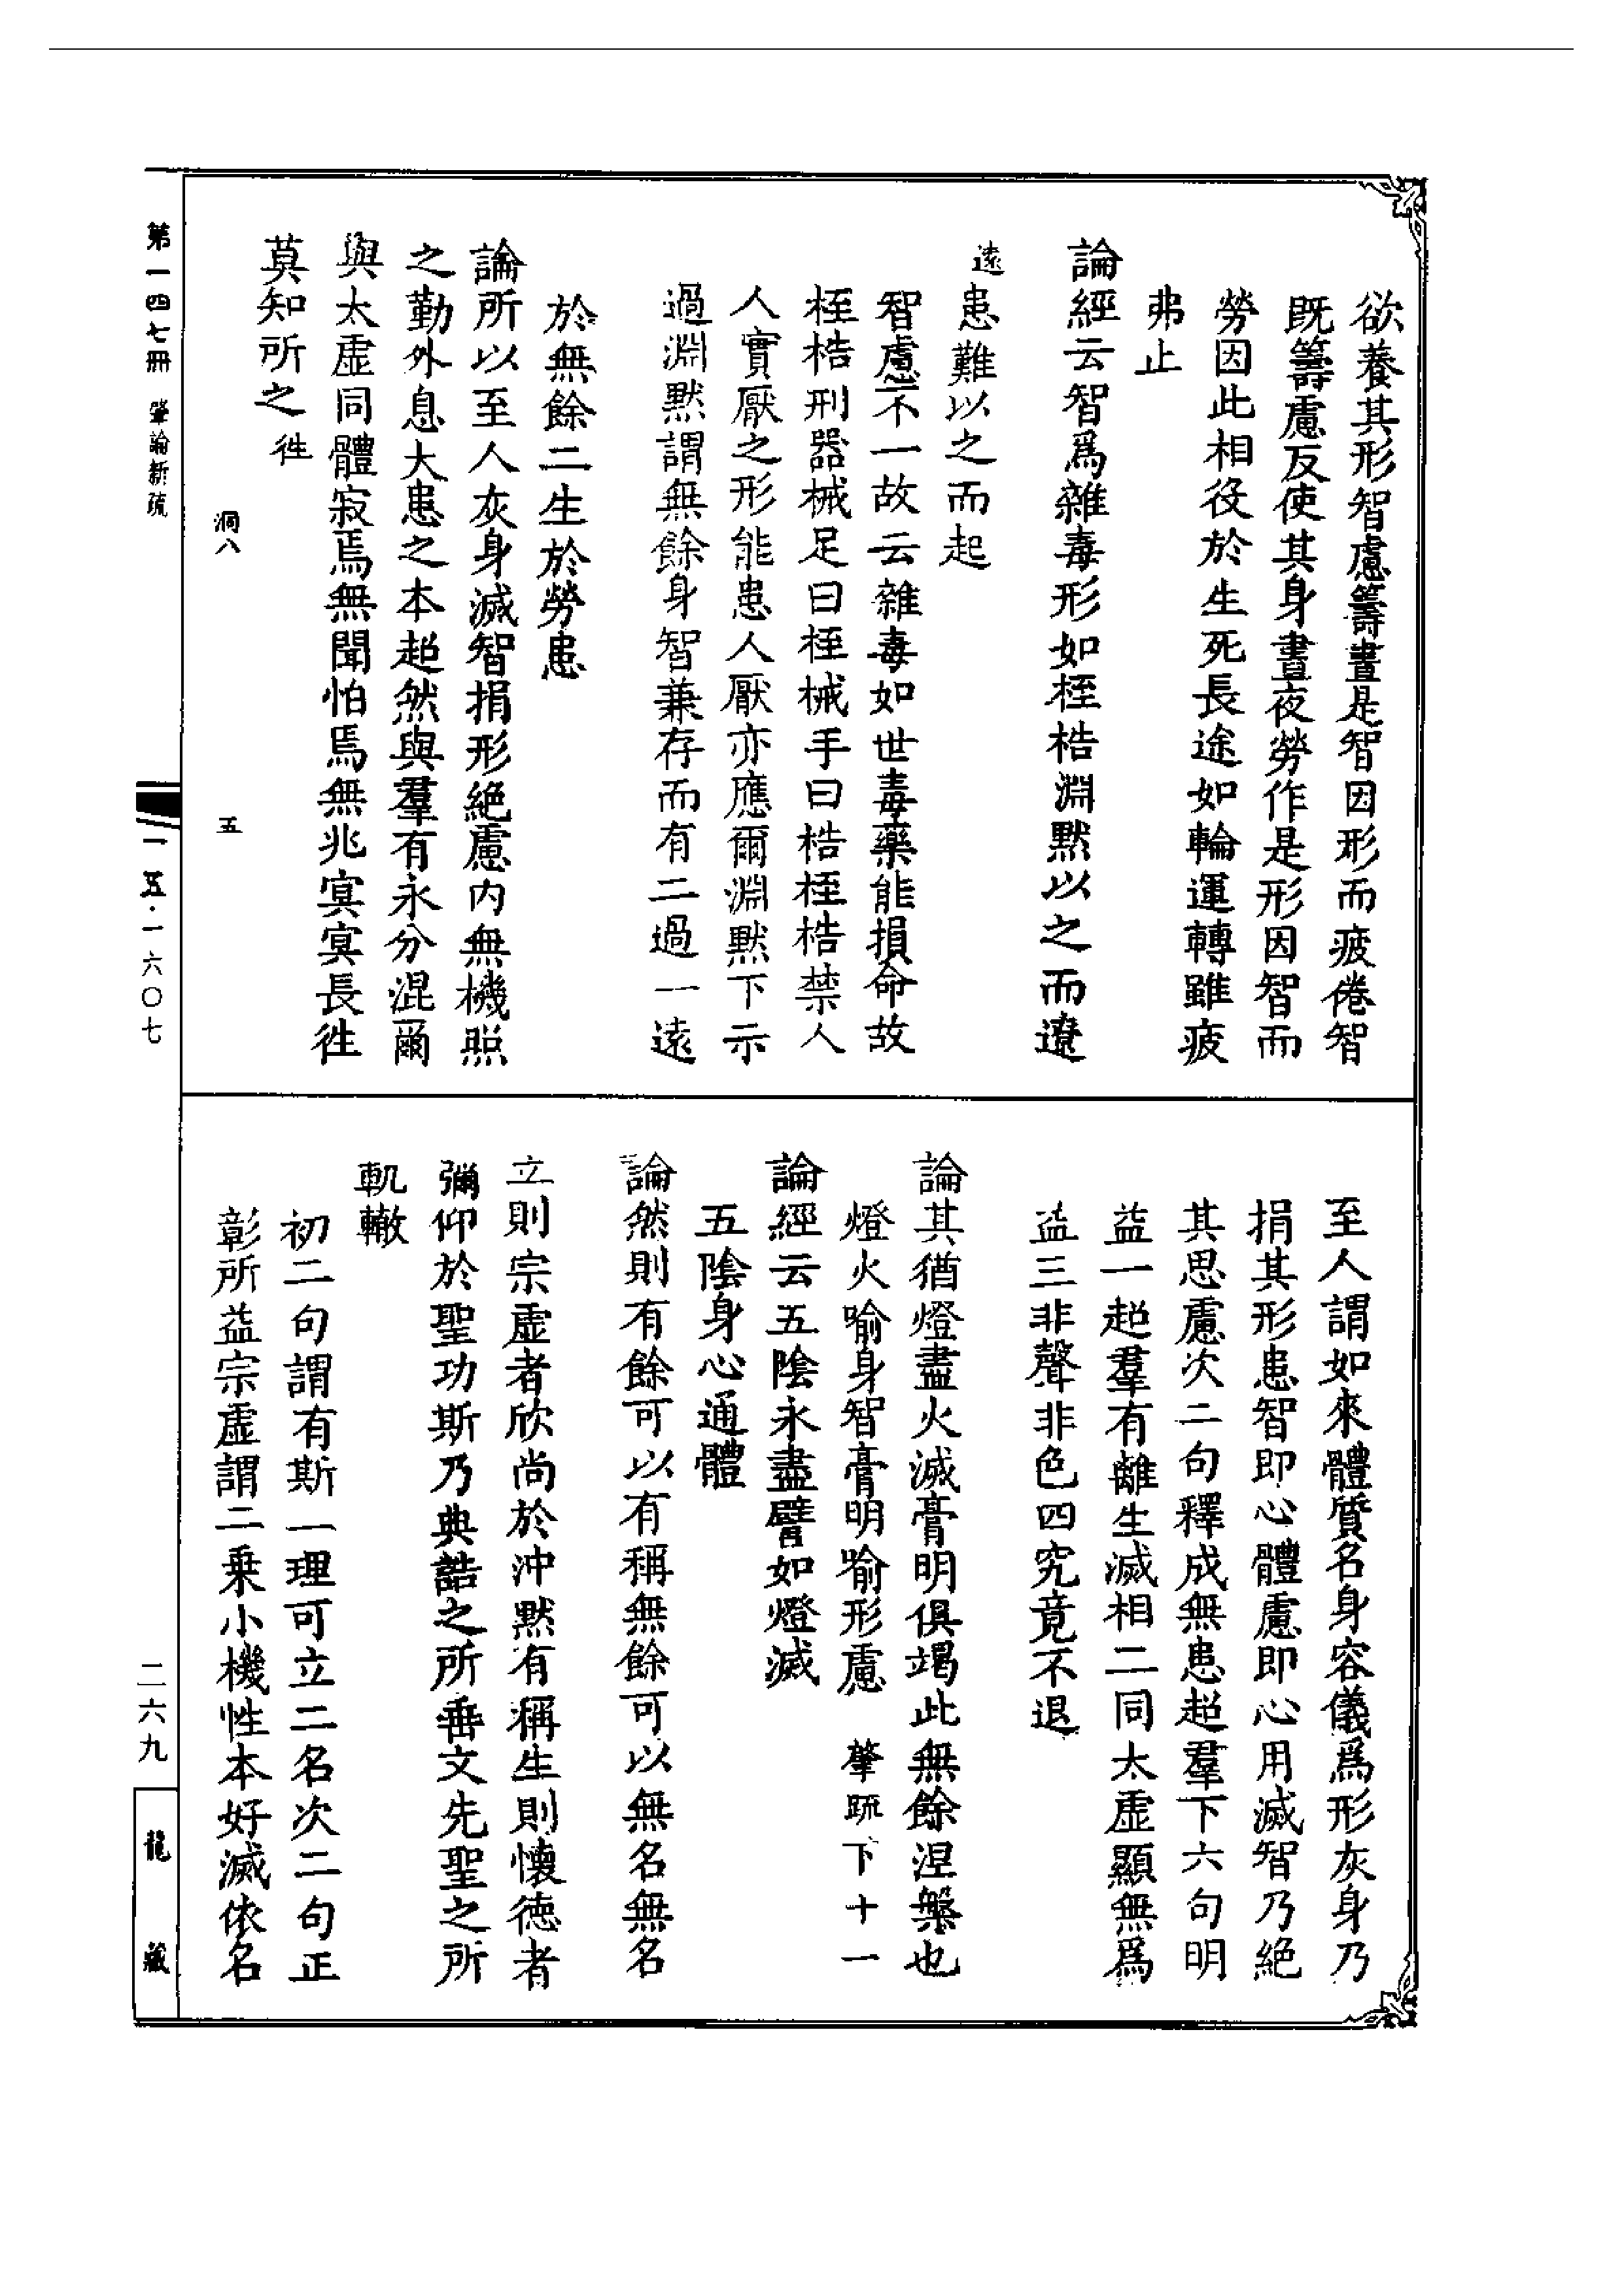 欲養其形智慮籌畫是智因形而疲倦智
既籌慮反使其身晝夜勞作是形因智而
勞因此相役於生死長途如輪運轉雖疲
弗止
論經云智爲雜毒形如桎梏淵黙以之而遼
遠患難以之而起
智慮不一故云雜毒如世毒藥能損命故
桎梏刑器械足曰桎械手曰梏桎梏禁人
人實厭之形能患人厭亦應爾淵黙下示
過淵黙謂無餘身智兼存而有二過一遠
於無餘二生於勞患
論所以至人灰身滅智捐形絶慮内無機照
之勤外息大患之本超然與羣有永分混爾
與太虚同體寂焉無聞怕焉無兆寞寞長徃
莫知所之徃
洞八 五
第一四七冊 肇論新疏
一五·一六〇七
至人謂如來體質名身容儀爲形灰身乃
捐其形患智即心體慮即心用滅智乃絶
其思慮次二句釋成無患超羣下六句明
益一超羣有離生滅相二同太虚顯無爲
益三非聲非色四究竟不退
論其猶燈盡火滅膏明俱竭此無餘涅槃也
燈火喻身智膏明喻形慮 肇疏下十一
論經云五陰永盡譬如燈滅
五陰身心通體
論然則有餘可以有稱無餘可以無名無名
立則宗虚者欣尚於沖黙有稱生則懷德者
彌仰於聖功斯乃典誥之所垂文先聖之所
軌轍
初二句謂有斯一理可立二名次二句正
彰所益宗虚謂二乘小機性本好滅依名
二六九
龍藏